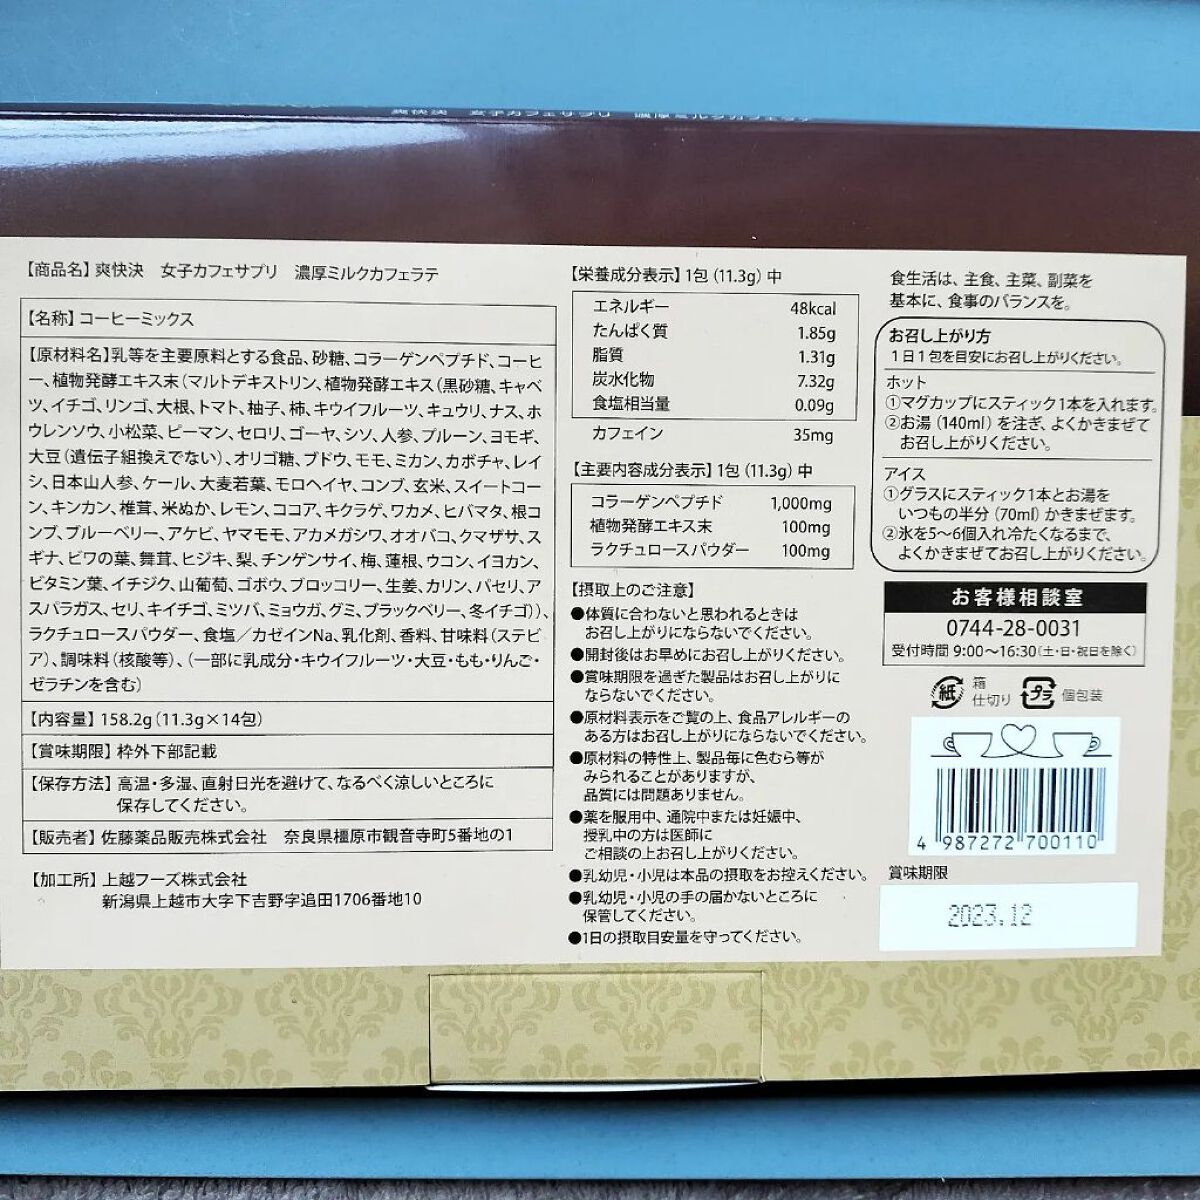 爽快決 女子カフェサプリ 濃厚ミルクカフェラテ
【商品名】爽快決 女子カフェサプリ 濃厚ミルクカフェラテ
【名称】コーヒーミックス
【原材料名】乳等を主要原料とする食品、砂糖、コラーゲンペプチド、コーヒ
ー、植物発酵エキス末（マルトデキストリン、植物発酵エキス（黒砂糖、キャベ
ツ、イチゴ、リンゴ、大根、トマト、柚子、柿、キウイフルーツ、キュウリ、ナス、ホ
ウレンソウ、小松菜、ピーマン、セロリ、ゴーヤ、シソ、人参、プルーン、ヨモギ、
大豆（遺伝子組換えでない）、オリゴ糖、ブドウ、モモ、ミカン、カボチャ、レイ
シ、日本山人参、ケール、大麦若葉、モロヘイヤ、コンブ、玄米、スイートコー
ン、キンカン、椎茸、米ぬか、レモン、ココア、キクラゲ、ワカメ、ヒバマタ、根コ
ンブ、ブルーベリー、アケビ、ヤマモモ、アカメガシワ、オオバコ、クマザサ、ス
ギナ、ビワの葉、舞茸、ヒジキ、梨、チンゲンサイ、梅、蓮根、ウコン、イヨカン、
ビタミン葉、イチジク、山葡萄、ゴボウ、ブロッコリー、生姜、カリン、パセリ、ア
スパラガス、セリ、キイチゴ、ミツバ、ミョウガ、グミ、ブラックベリー、冬イチゴ））、
ラクチュロースパウダー、食塩／カゼインNa、乳化剤、香料、甘味料（ステビ
ア）、調味料（核酸等）、（一部に乳成分・キウイフルーツ・大豆・もも・りんご・
ゼラチンを含む）
【内容量】158.2g（11.3g×14包）
【賞味期限】枠外下部記載
【保存方法】高温・多湿、直射日光を避けて、なるべく涼しいところに
保存してください。
【販売者】佐藤薬品販売株式会社 奈良県橿原市観音寺町5番地の1
【加工所】上越フーズ株式会社
新潟県上越市大字下吉野字追田1706番地10
【栄養成分表示】1包（11.3g）中
エネルギー 48kcal
たんぱく質 1.85g
脂質 1.31g
炭水化物 7.32g
食塩相当量 0.09g
カフェイン 35mg
【主要内容成分表示】1包（11.3g）中
コラーゲンペプチド 1,000mg
植物発酵エキス末 100mg
ラクチュロースパウダー 100mg
【摂取上のご注意】
●体質に合わないと思われるときは
お召し上がりにならないでください。
●開封後はお早めにお召し上がりください。
●賞味期限を過ぎた製品はお召し上がりに
ならないでください。
●原材料表示をご覧の上、食品アレルギーの
ある方はお召し上がりにならないでください。
●原材料の特性上、製品毎に色むら等が
みられることがありますが、
品質には問題ありません。
●薬を服用中、通院中または妊娠中、
授乳中の方は医師に
ご相談の上お召し上がりください。
●乳幼児・小児は本品の摂取をお控えください。
●乳幼児・小児の手の届かないところに
保管してください。
●1日の摂取目安量を守ってください。
食生活は、主食、主菜、副菜を
基本に、食事のバランスを。
お召し上がり方
1日1包を目安にお召し上がりください。
ホット
①マグカップにスティック1本を入れます。
②お湯（140ml）を注ぎ、よくかきまぜて
お召し上がりください。
アイス
①グラスにスティック1本とお湯を
いつもの半分（70ml）かきまぜます。
②氷を5〜6個入れ冷たくなるまで、
よくかきまぜてお召し上がりください。
お客様相談室
0744-28-0031
受付時間 9:00〜16:30（土・日・祝日を除く）
紙 箱 仕切り プラ 個包装
4 987272 700110
賞味期限
2023.12